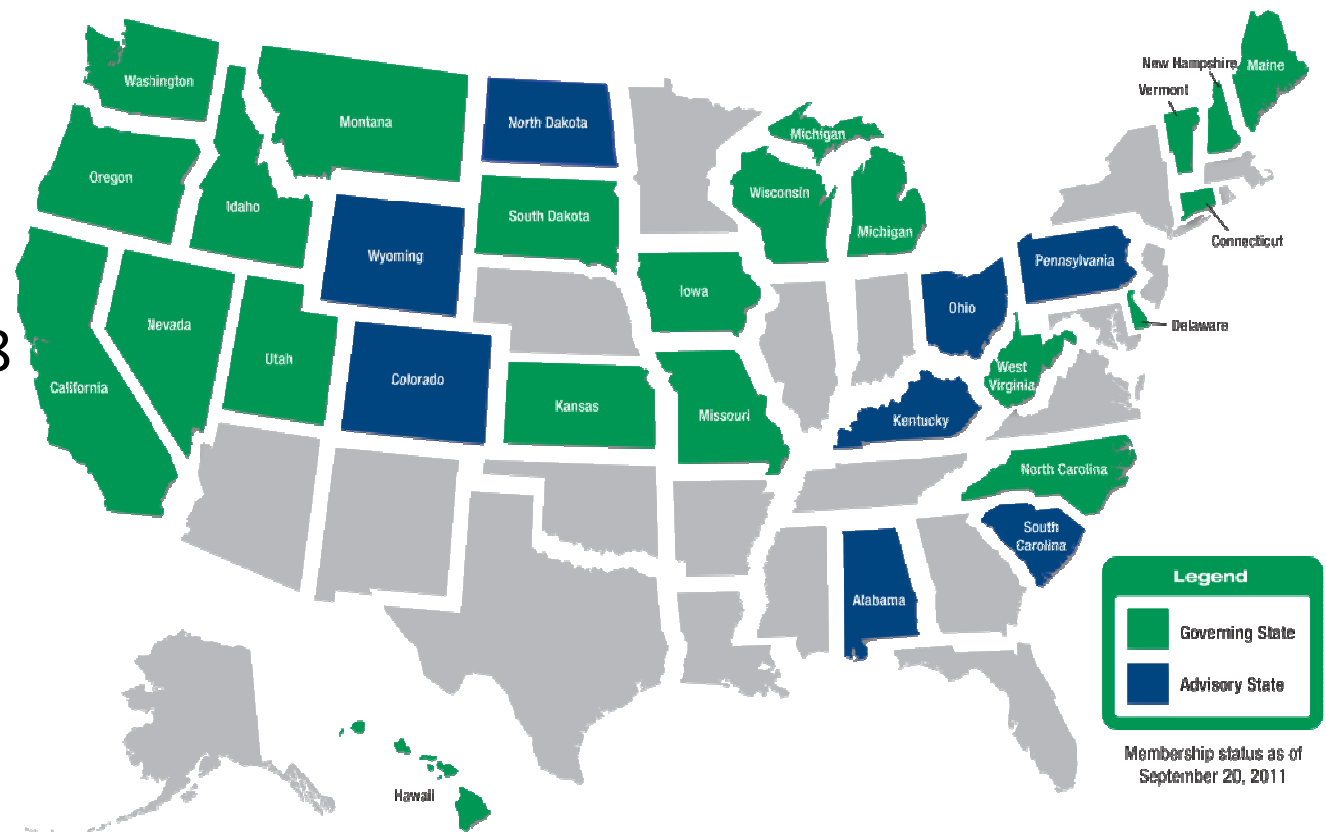 Washington
Montana
North Dakota
Michigan
New Hampshire
Maine
Vermont
Oregon
Idaho
South Dakota
Wisconsin
Michigan
Connecticut
Wyoming
Pennsylvania
Iowa
Ohio
Delaware
Nevada
Utah
8
California
Colorado
Kansas
Missouri
Kentucky
West
Virginia
North Carolina
South
Carolina
Alabama
Hawaii
Legend
Governing State
Advisory State
Membership status as of
September 20, 2011